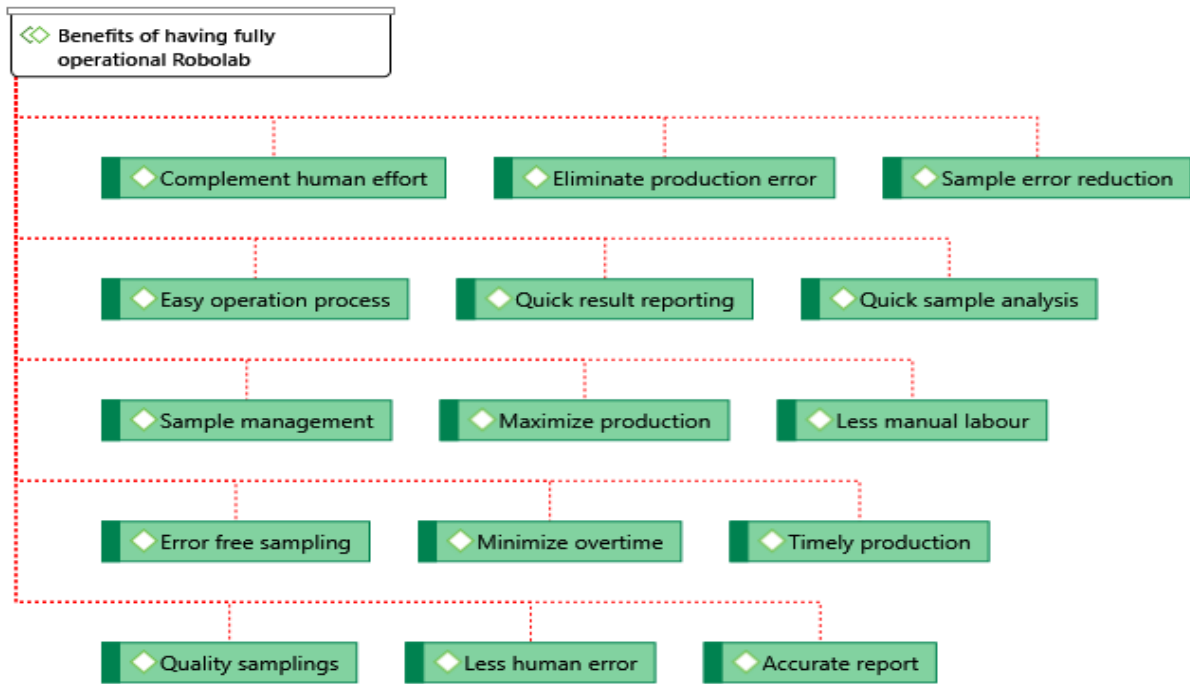 Benefits of having fully
operational Robolab
Complement human effort
Eliminate production error
Sample error reduction
Easy operation process
Quick result reporting
Quick sample analysis
Sample management
Maximize production
Less manual labour
Error free sampling
Minimize overtime
Timely production
Quality samplings
Less human error
Accurate report